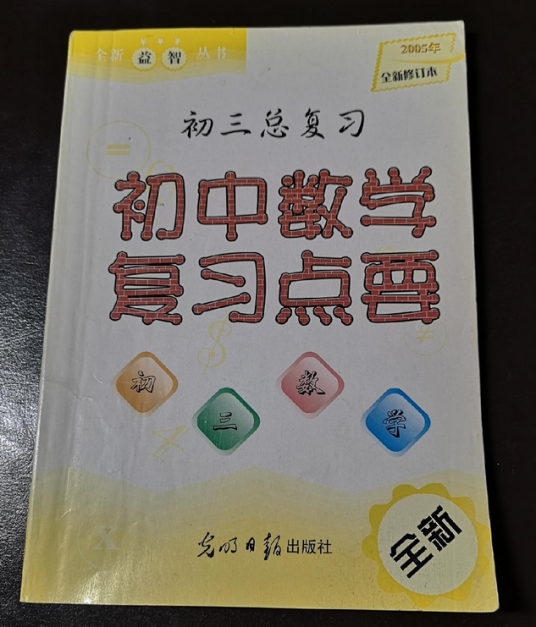 全新益智丛书
2005年
全新修订本
初三总复习
初中数学
复习点要
初
三
数
学
光明日报出版社
全新